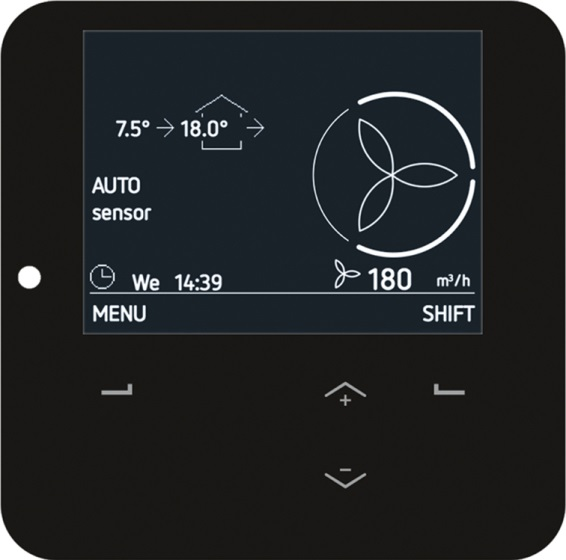 7.5° → 18.0° →
AUTO
sensor
We 14:39
180 m³/h
MENU
SHIFT
+
−